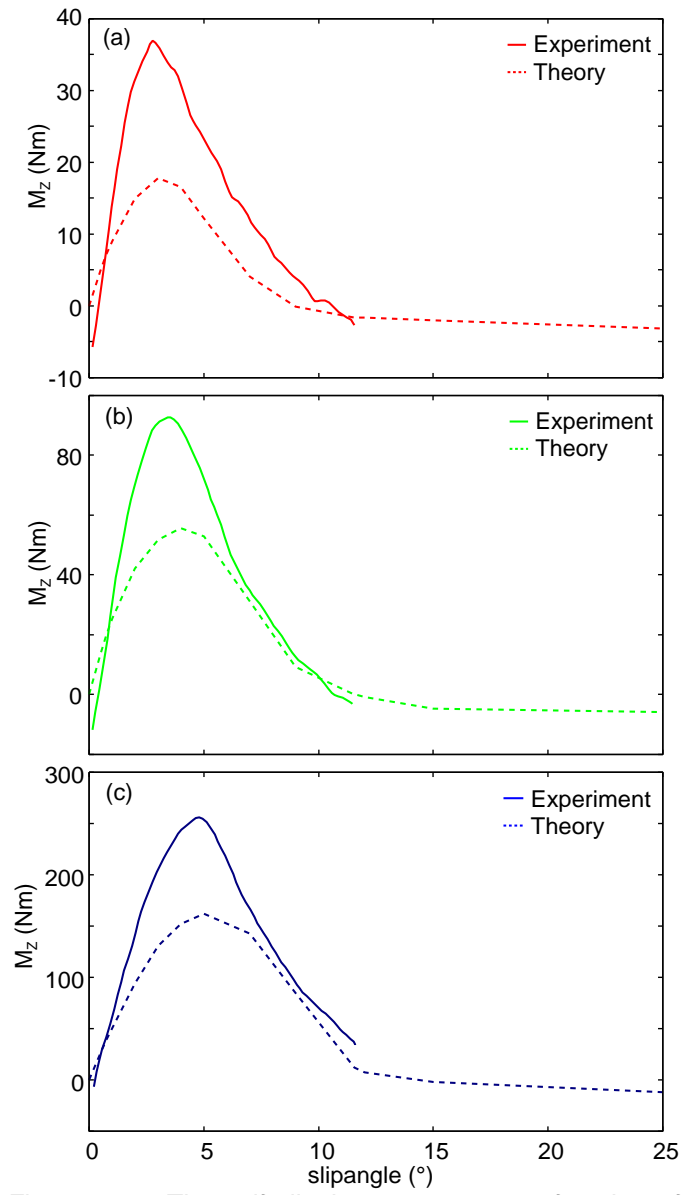 40
(a)
Experiment
Theory
30
20
10
0
-10
M_z (Nm)
(b)
Experiment
Theory
80
40
0
M_z (Nm)
300
(c)
Experiment
Theory
200
100
0
M_z (Nm)
0 5 10 15 20 25
slipangle (°)